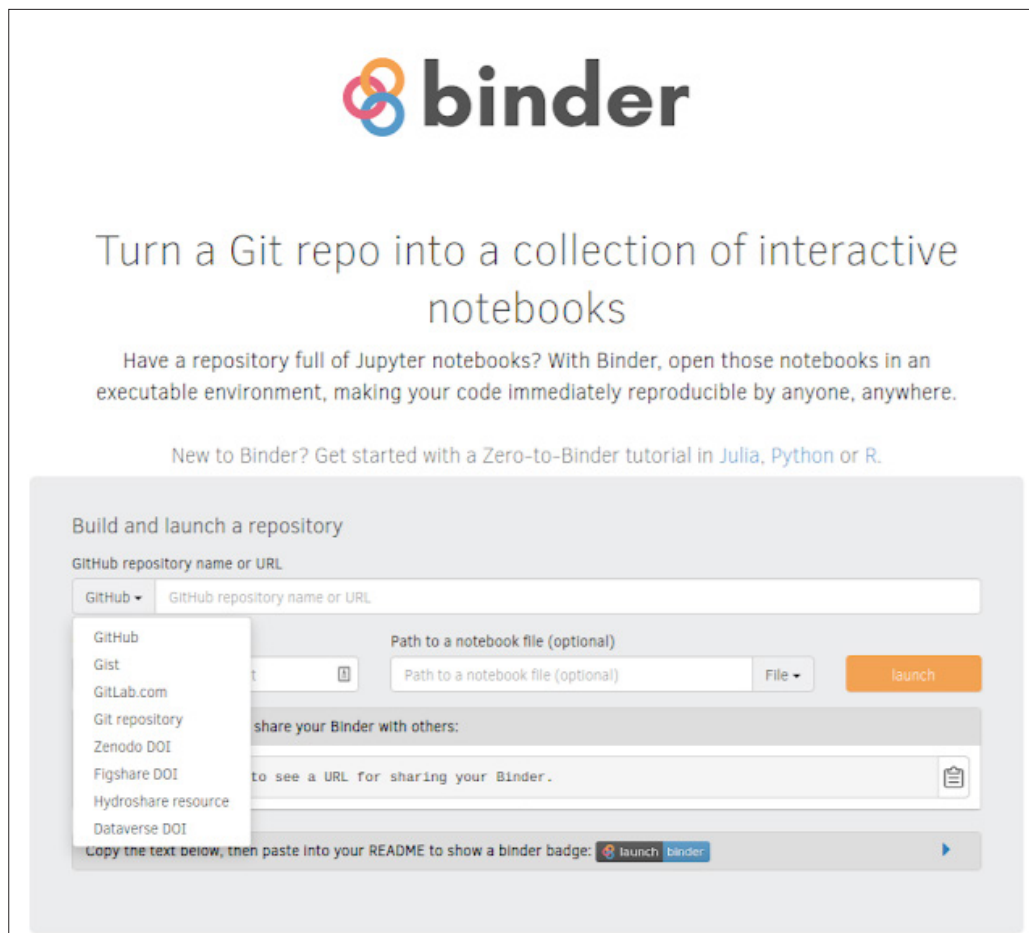 binder
Turn a Git repo into a collection of interactive
notebooks
Have a repository full of Jupyter notebooks? With Binder, open those notebooks in an
executable environment, making your code immediately reproducible by anyone, anywhere.
New to Binder? Get started with a Zero-to-Binder tutorial in Julia, Python or R.
Build and launch a repository
GitHub repository name or URL
GitHub GitHub repository name or URL
GitHub
Gist
GitLab.com
Git repository
Zenodo DOI
Figshare DOI
Hydroshare resource
Dataverse DOI
Path to a notebook file (optional)
t Path to a notebook file (optional) File launch
share your Binder with others:
to see a URL for sharing your Binder.
Copy the text below, then paste into your README to show a binder badge: launch binder